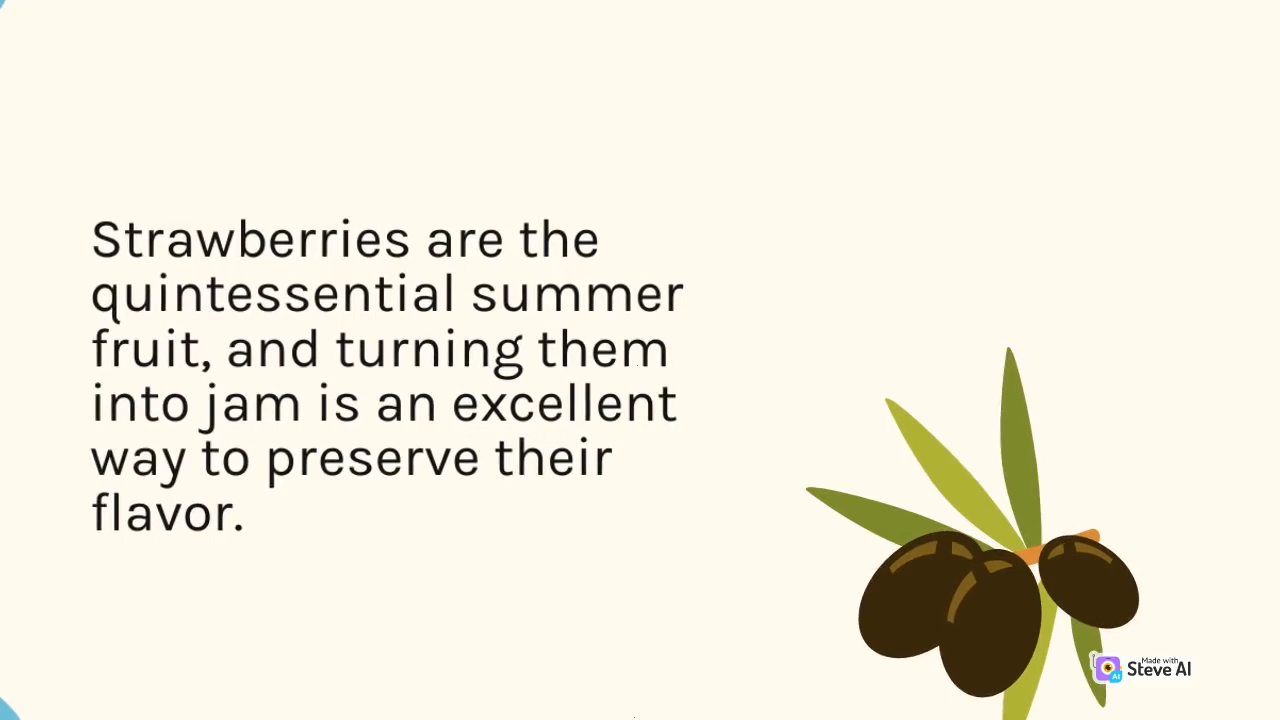 Strawberries are the
quintessential summer
fruit, and turning them
into jam is an excellent
way to preserve their
flavor.
Made with
Steve AI
AI